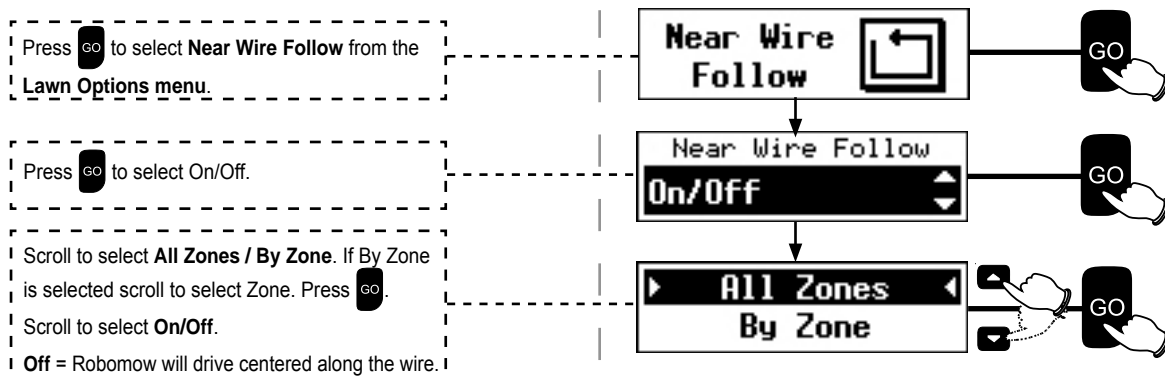 Press GO to select Near Wire Follow from the
Lawn Options menu.
Near Wire
Follow
GO
Press GO to select On/Off.
Near Wire Follow
On/Off
GO
Scroll to select All Zones / By Zone. If By Zone
is selected scroll to select Zone. Press GO.
Scroll to select On/Off.
Off = Robomow will drive centered along the wire.
All Zones
By Zone
GO